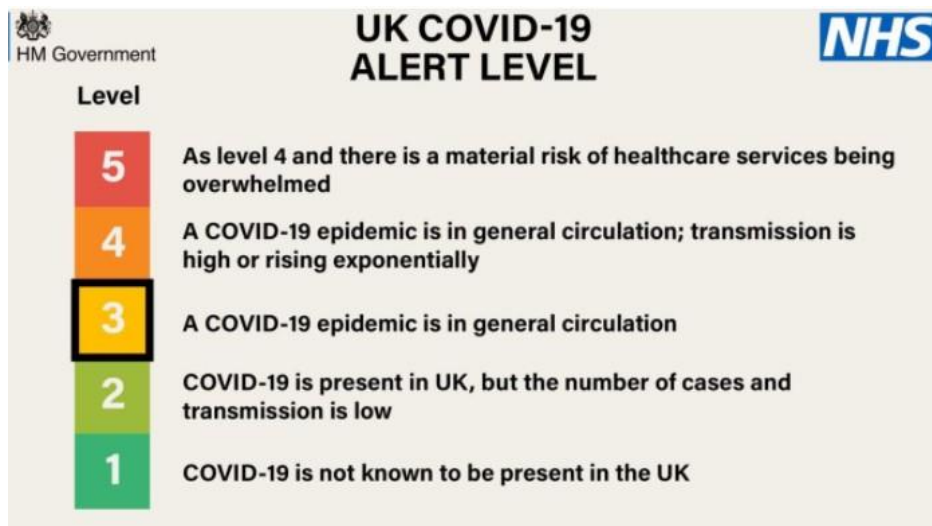 HM Government
UK COVID-19
ALERT LEVEL
NHS
Level
5
As level 4 and there is a material risk of healthcare services being
overwhelmed
4
A COVID-19 epidemic is in general circulation; transmission is
high or rising exponentially
3
A COVID-19 epidemic is in general circulation
2
COVID-19 is present in UK, but the number of cases and
transmission is low
1
COVID-19 is not known to be present in the UK